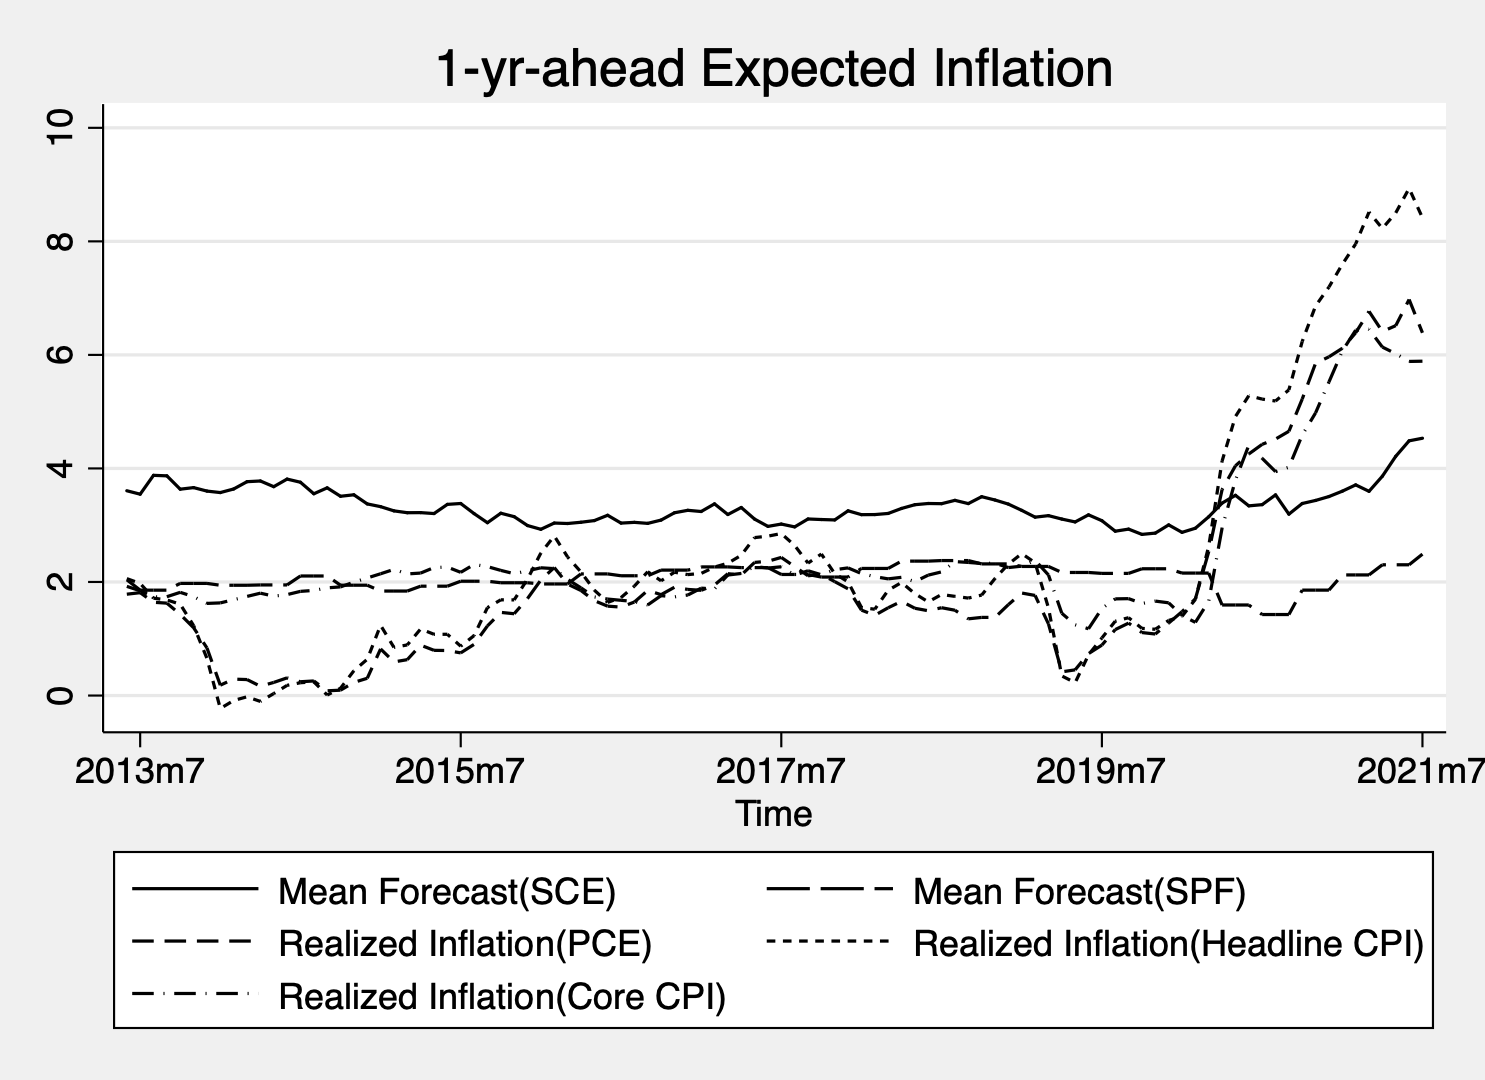 1-yr-ahead Expected Inflation
10
8
6
4
2
0
2013m7 2015m7 2017m7 2019m7 2021m7
Time
Mean Forecast(SCE) Mean Forecast(SPF)
Realized Inflation(PCE) Realized Inflation(Headline CPI)
Realized Inflation(Core CPI)